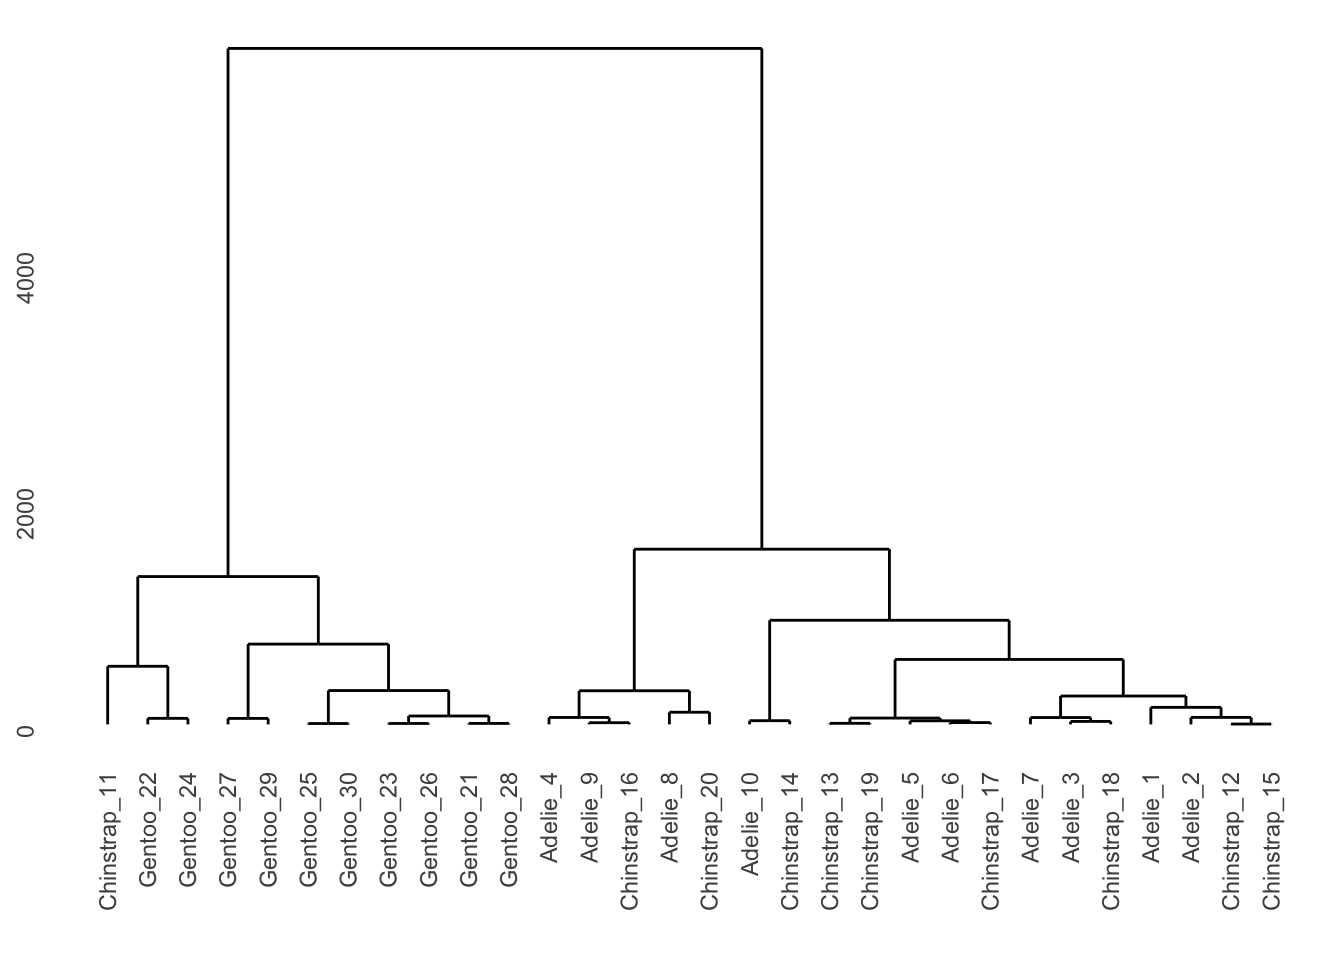 4000
2000
0
Chinstrap_11
Gentoo_22
Gentoo_24
Gentoo_27
Gentoo_29
Gentoo_25
Gentoo_30
Gentoo_23
Gentoo_26
Gentoo_21
Gentoo_28
Adelie_4
Adelie_9
Chinstrap_16
Adelie_8
Chinstrap_20
Adelie_10
Chinstrap_14
Chinstrap_13
Chinstrap_19
Adelie_5
Adelie_6
Chinstrap_17
Adelie_7
Adelie_3
Chinstrap_18
Adelie_1
Adelie_2
Chinstrap_12
Chinstrap_15